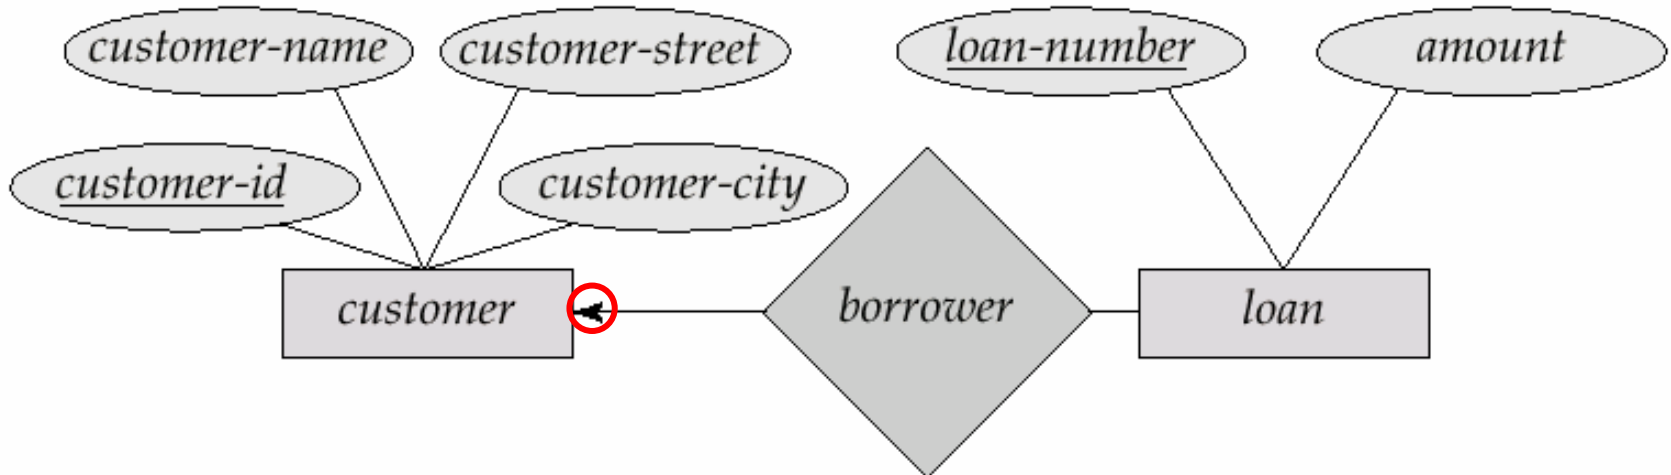 customer-name customer-street loan-number amount
customer-id customer-city
customer borrower loan